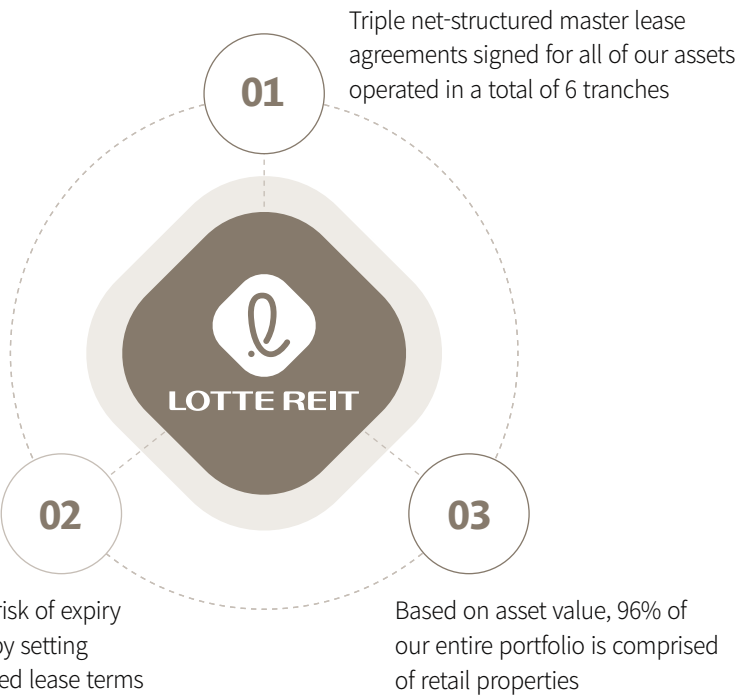 Triple net-structured master lease
agreements signed for all of our assets
operated in a total of 6 tranches
01
LOTTE REIT
02
03
risk of expiry
by setting
lease terms
Based on asset value, 96% of
our entire portfolio is comprised
of retail properties